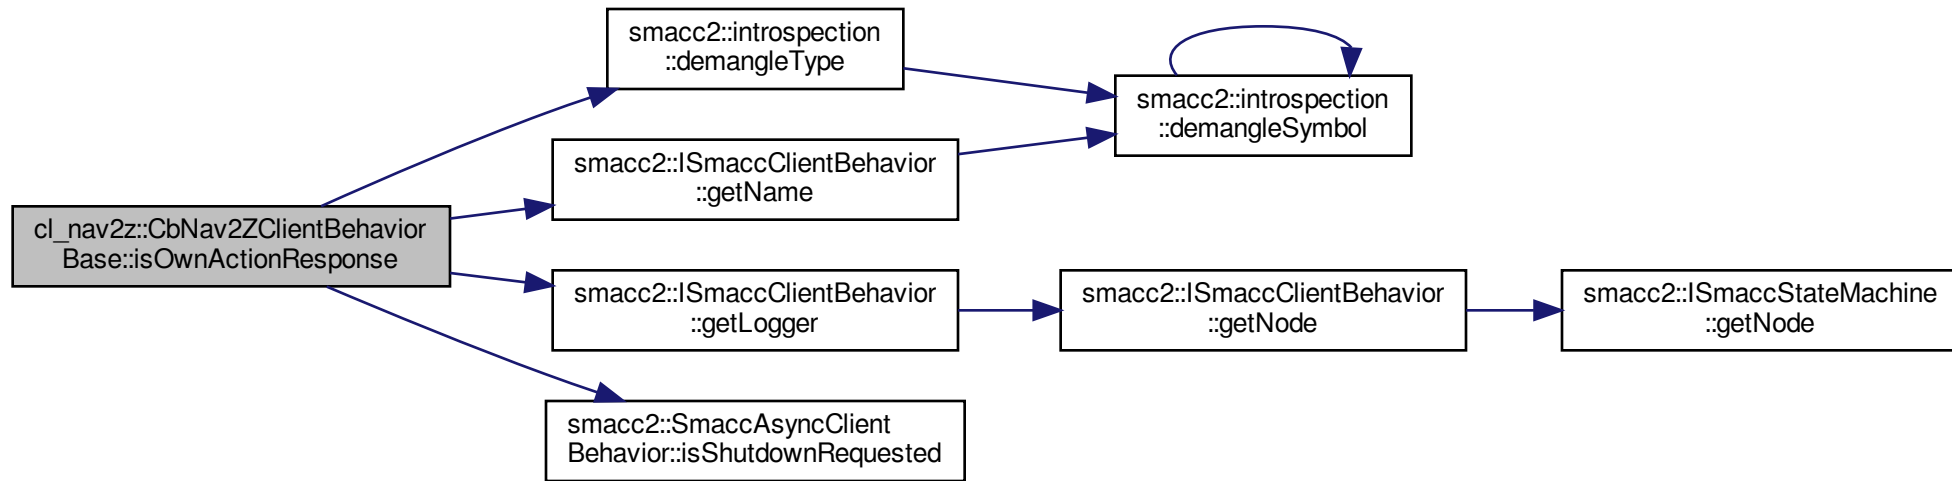 smacc2::introspection
::demangleType
smacc2::introspection
::demangleSymbol
smacc2::ISmaccClientBehavior
::getName
cl_nav2z::CbNav2ZClientBehavior
Base::isOwnActionResponse
smacc2::ISmaccClientBehavior
::getLogger
smacc2::ISmaccClientBehavior
::getNode
smacc2::ISmaccStateMachine
::getNode
smacc2::SmaccAsyncClient
Behavior::isShutdownRequested